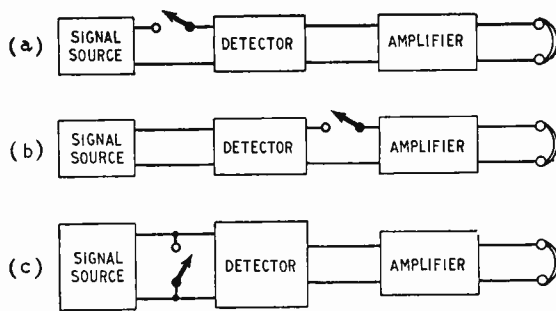 (a)
SIGNAL
SOURCE
DETECTOR
AMPLIFIER
(b)
SIGNAL
SOURCE
DETECTOR
AMPLIFIER
(c)
SIGNAL
SOURCE
DETECTOR
AMPLIFIER